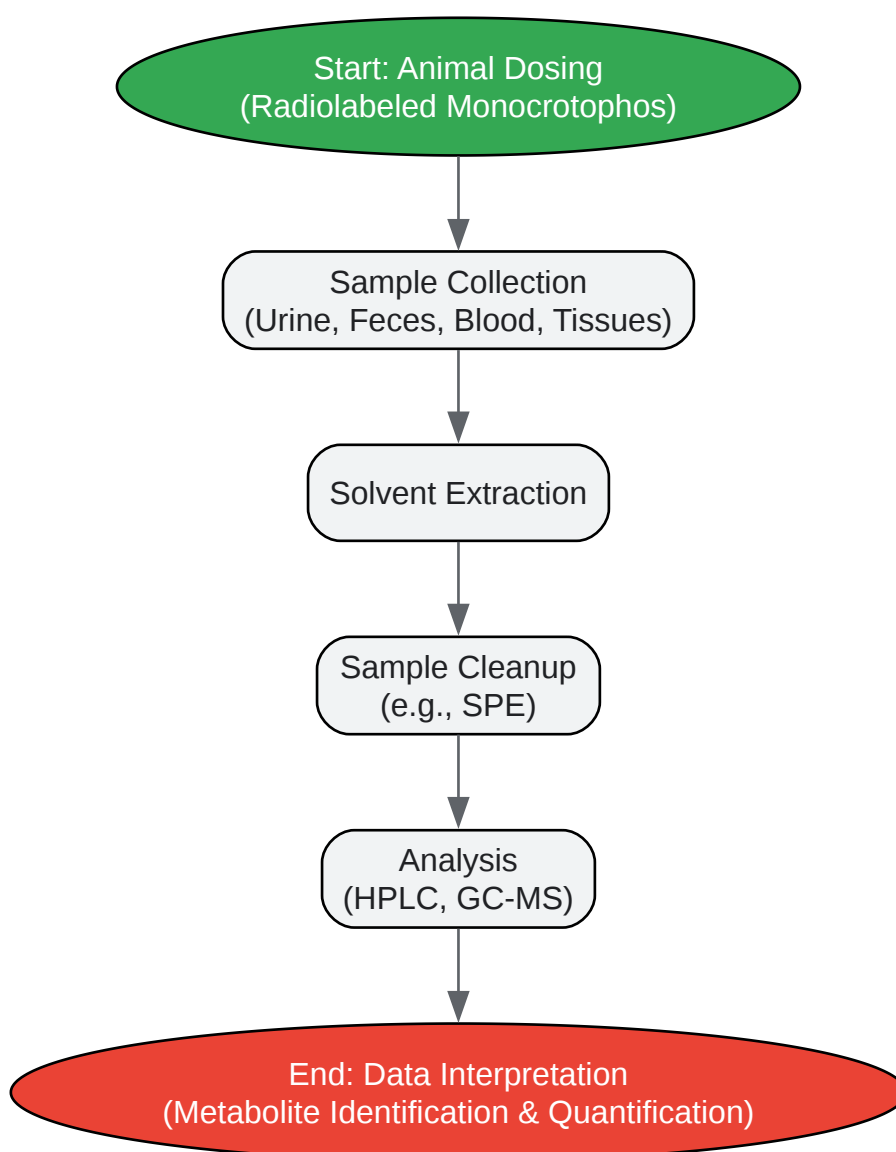 Start: Animal Dosing
(Radiolabeled Monocrotophos)
Sample Collection
(Urine, Feces, Blood, Tissues)
Solvent Extraction
Sample Cleanup
(e.g., SPE)
Analysis
(HPLC, GC-MS)
End: Data Interpretation
(Metabolite Identification & Quantification)